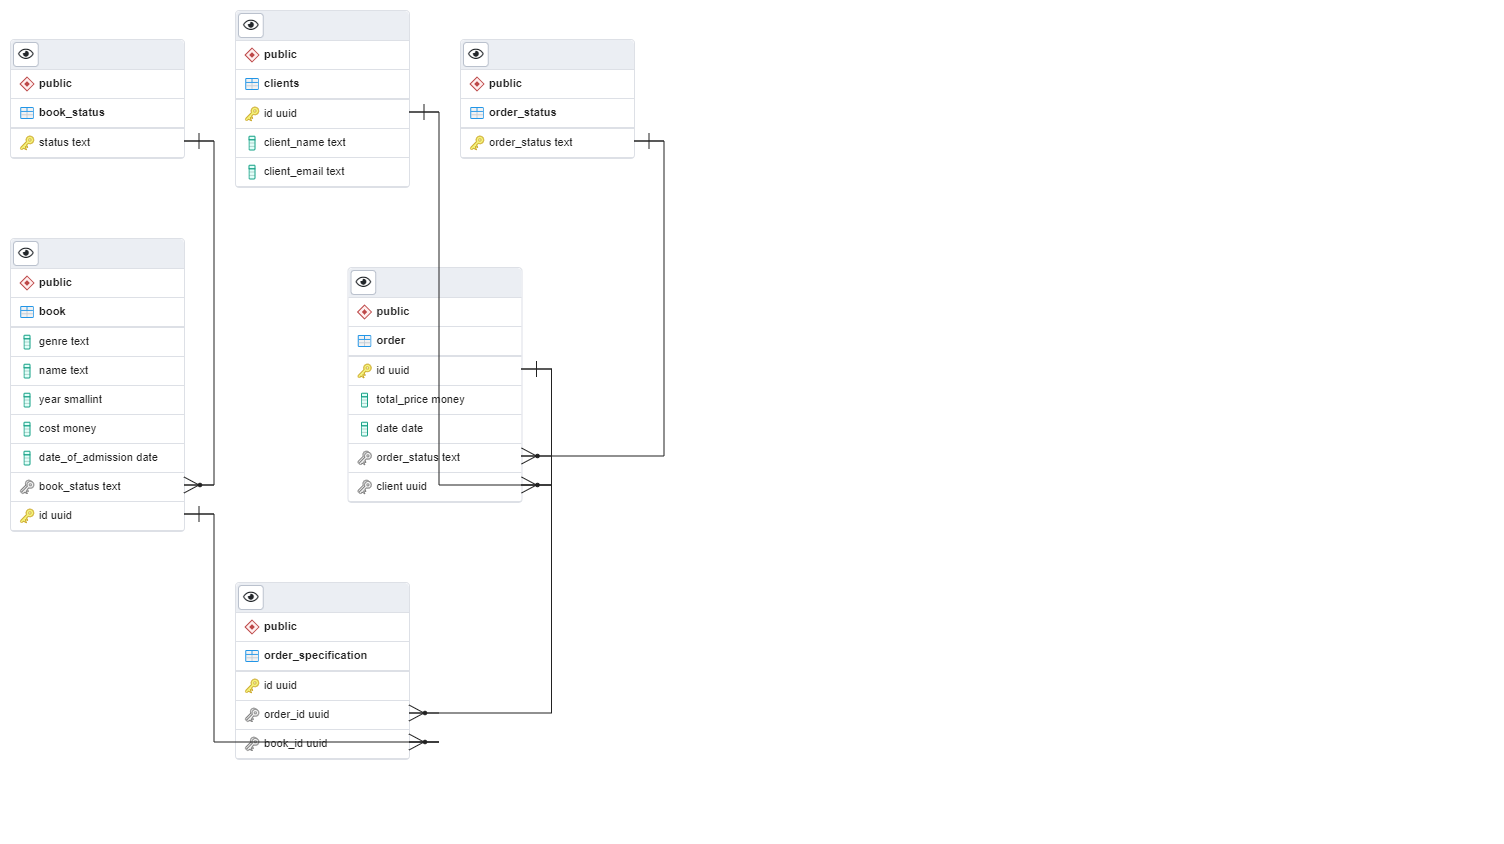 public
book_status
status text
public
clients
id uuid
client_name text
client_email text
public
order_status
order_status text
public
book
genre text
name text
year smallint
cost money
date_of_admission date
book_status text
id uuid
public
order
id uuid
total_price money
date date
order_status text
client uuid
public
order_specification
id uuid
order_id uuid
book_id uuid